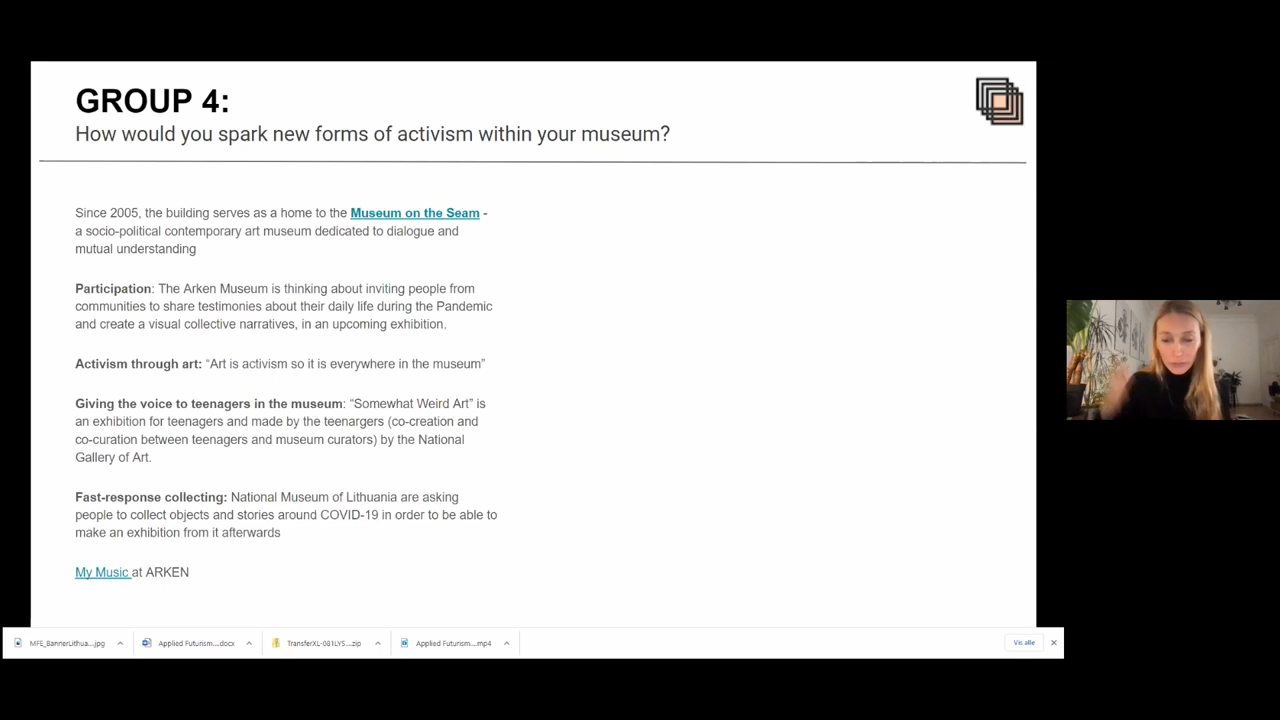 GROUP 4:
How would you spark new forms of activism within your museum?
Since 2005, the building serves as a home to the Museum on the Seam -
a socio-political contemporary art museum dedicated to dialogue and
mutual understanding
Participation: The Arken Museum is thinking about inviting people from
communities to share testimonies about their daily life during the Pandemic
and create a visual collective narratives, in an upcoming exhibition.
Activism through art: “Art is activism so it is everywhere in the museum”
Giving the voice to teenagers in the museum: “Somewhat Weird Art” is
an exhibition for teenagers and made by the teenargers (co-creation and
co-curation between teenagers and museum curators) by the National
Gallery of Art.
Fast-response collecting: National Museum of Lithuania are asking
people to collect objects and stories around COVID-19 in order to be able to
make an exhibition from it afterwards
My Music at ARKEN
MFE_BannerLithua....jpg
Applied Futurism....docx
TransferXL-081LYS....zip
Applied Futurism....mp4
Vis alle